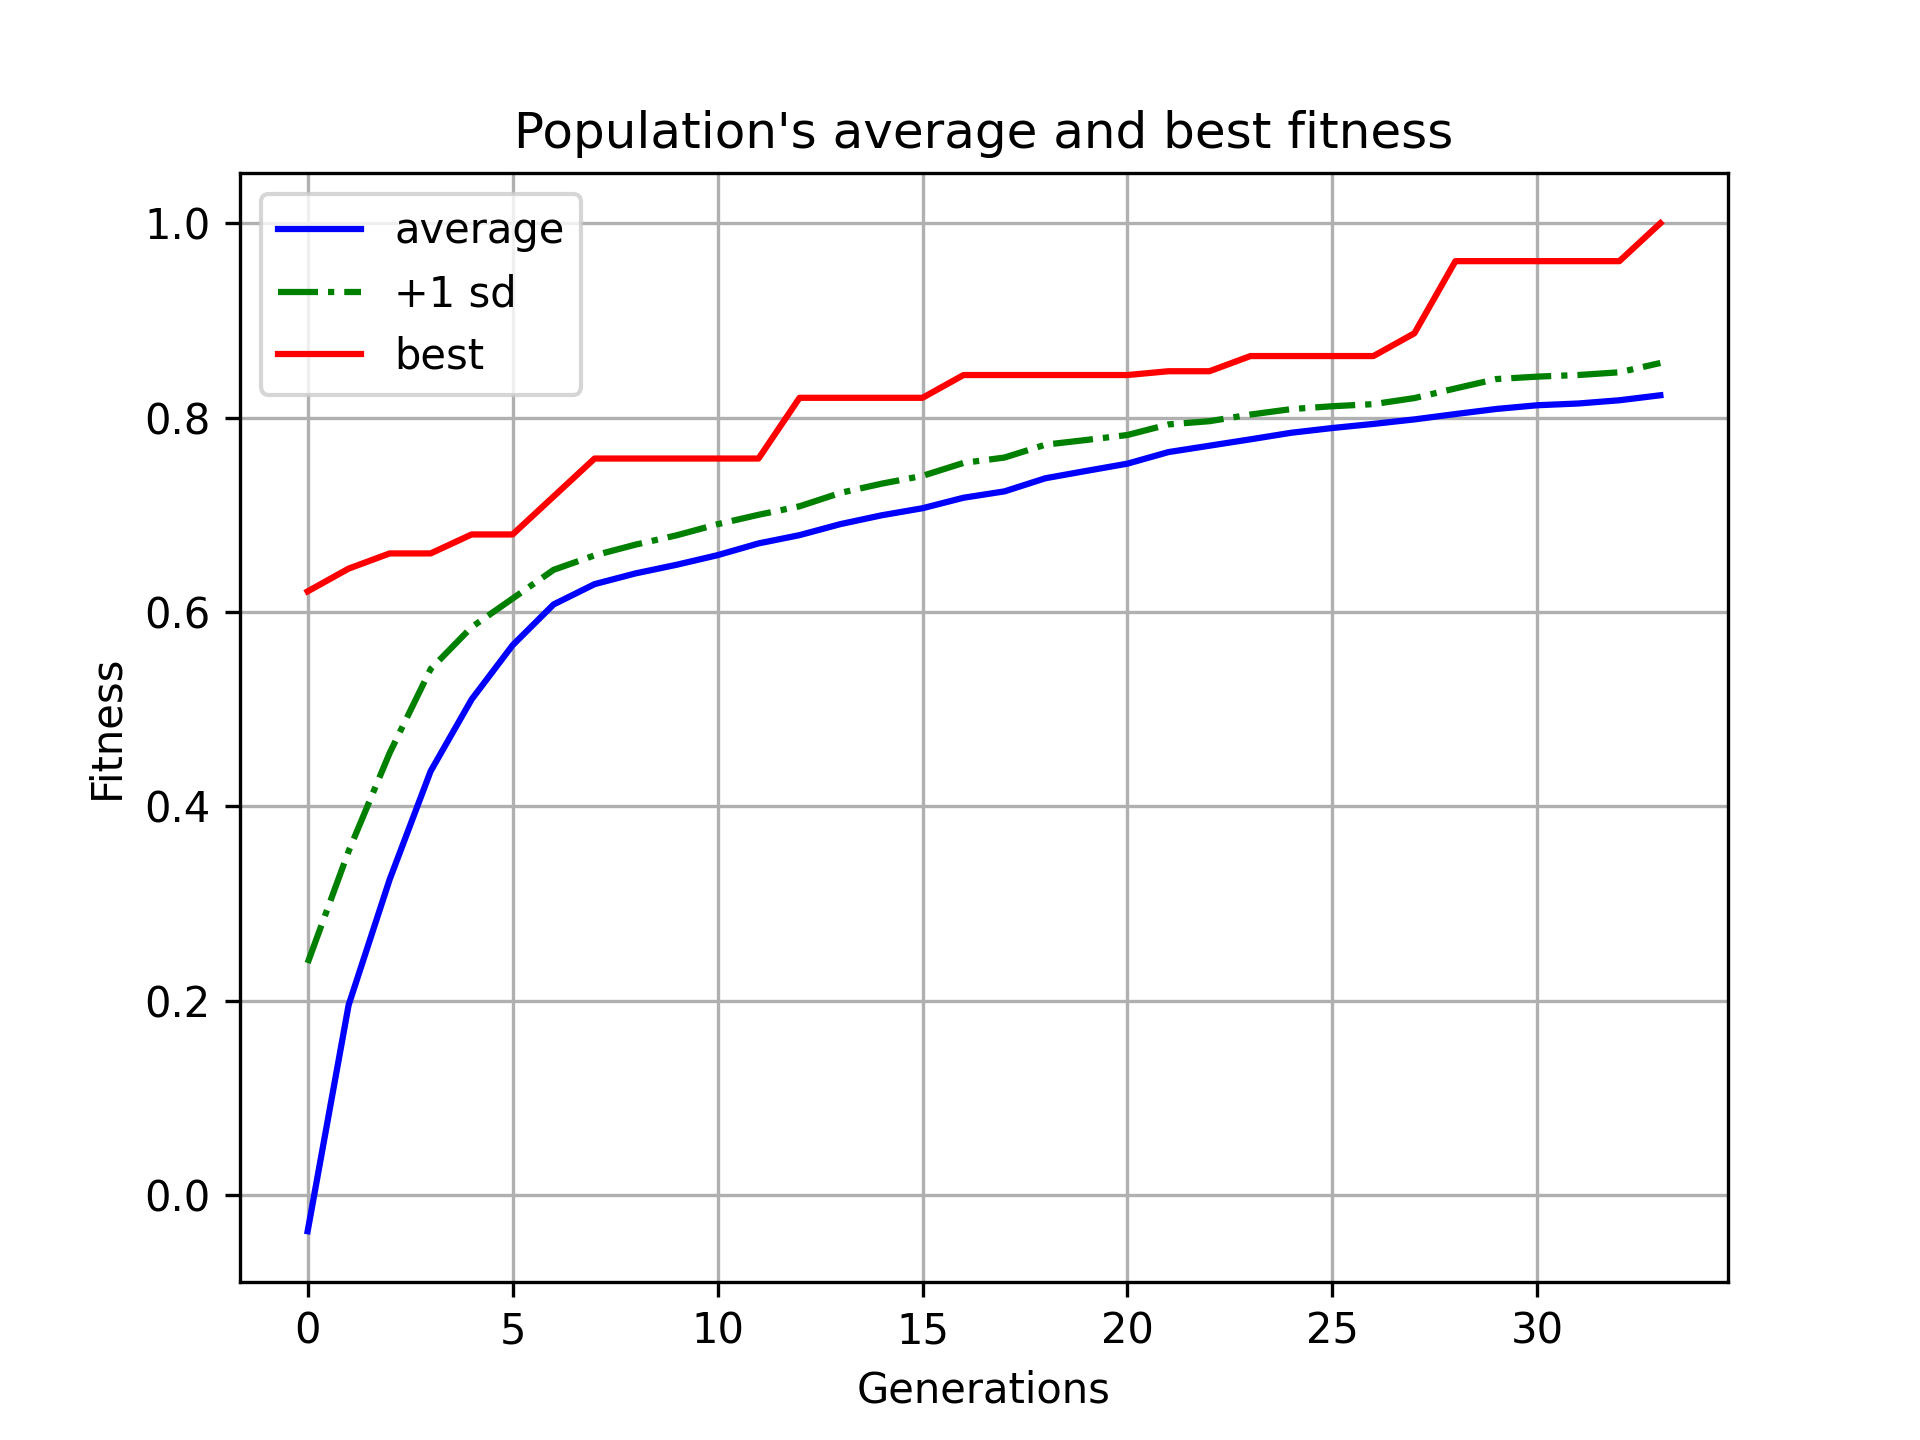 Population's average and best fitness
average
+1 sd
best
1.0
0.8
0.6
0.4
0.2
0.0
Fitness
0 5 10 15 20 25 30
Generations